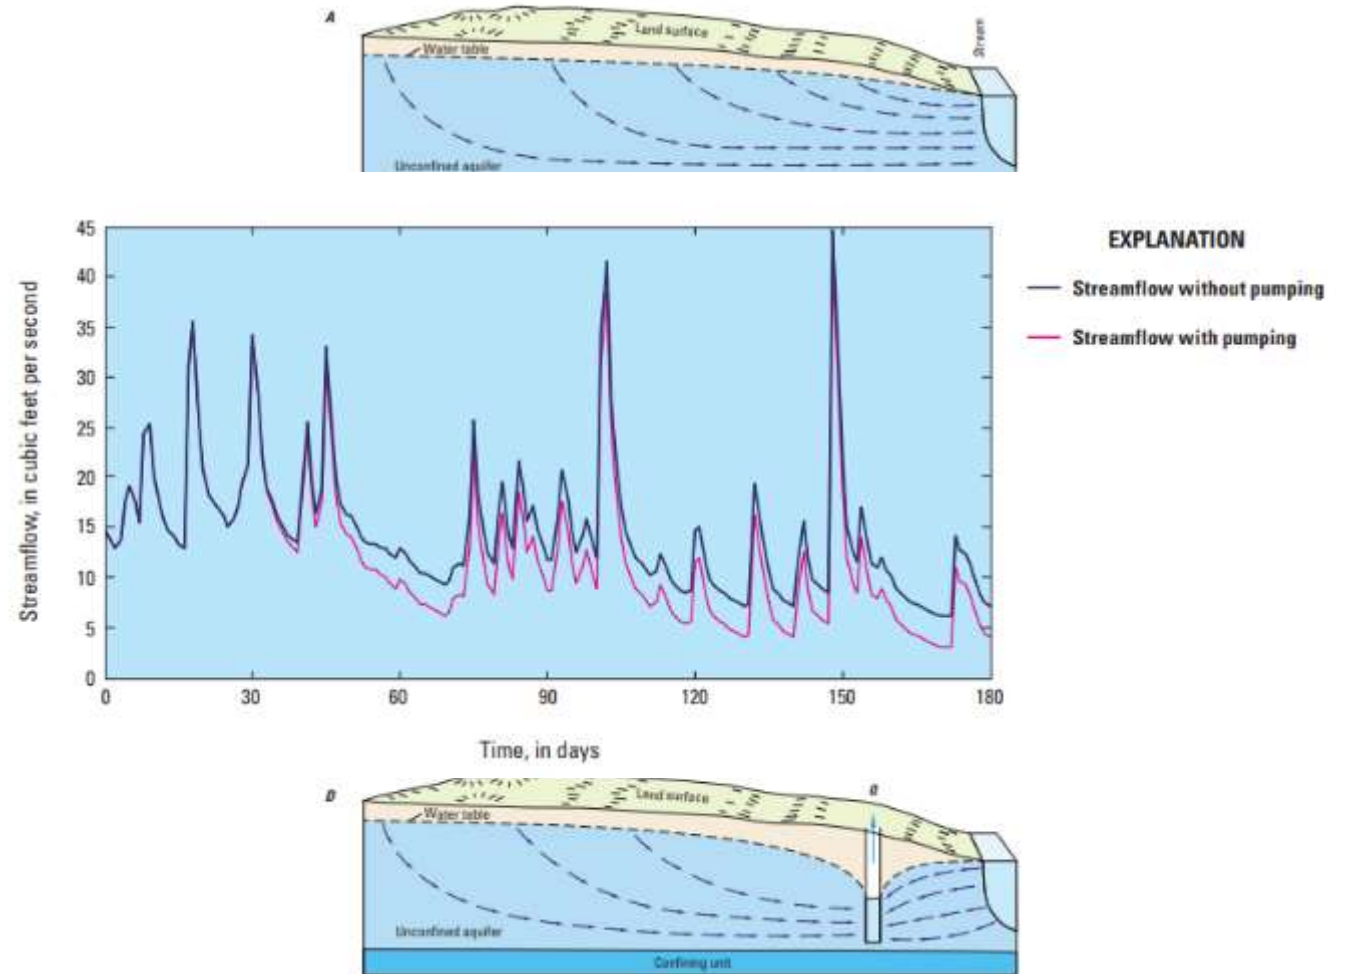 A
Land surface
Stream
Water table
Unconfined aquifer
45
40
35
30
25
20
15
10
5
0
Streamflow, in cubic feet per second
0 30 60 90 120 150 180
Time, in days
EXPLANATION
Streamflow without pumping
Streamflow with pumping
D
Land surface
Water table
Unconfined aquifer
Confining unit